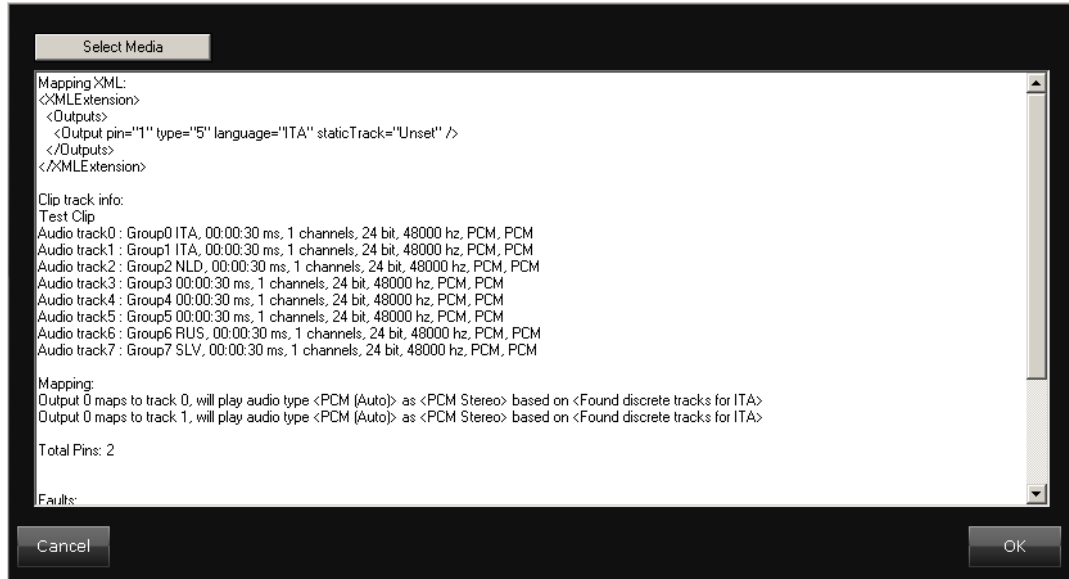 Select Media
Mapping XML:
<XMLExtension>
<Outputs>
<Output pin="1" type="5" language="ITA" staticTrack="Unset" />
</Outputs>
</XMLExtension>
Clip track info:
Test Clip
Audio track0 : Group0 ITA, 00:00:30 ms, 1 channels, 24 bit, 48000 hz, PCM, PCM
Audio track1 : Group1 ITA, 00:00:30 ms, 1 channels, 24 bit, 48000 hz, PCM, PCM
Audio track2 : Group2 NLD, 00:00:30 ms, 1 channels, 24 bit, 48000 hz, PCM, PCM
Audio track3 : Group3 00:00:30 ms, 1 channels, 24 bit, 48000 hz, PCM, PCM
Audio track4 : Group4 00:00:30 ms, 1 channels, 24 bit, 48000 hz, PCM, PCM
Audio track5 : Group5 00:00:30 ms, 1 channels, 24 bit, 48000 hz, PCM, PCM
Audio track6 : Group6 RUS, 00:00:30 ms, 1 channels, 24 bit, 48000 hz, PCM, PCM
Audio track7 : Group7 SLV, 00:00:30 ms, 1 channels, 24 bit, 48000 hz, PCM, PCM
Mapping:
Output 0 maps to track 0, will play audio type <PCM (Auto)> as <PCM Stereo> based on <Found discrete tracks for ITA>
Output 0 maps to track 1, will play audio type <PCM (Auto)> as <PCM Stereo> based on <Found discrete tracks for ITA>
Total Pins: 2
Faults:
Cancel
OK